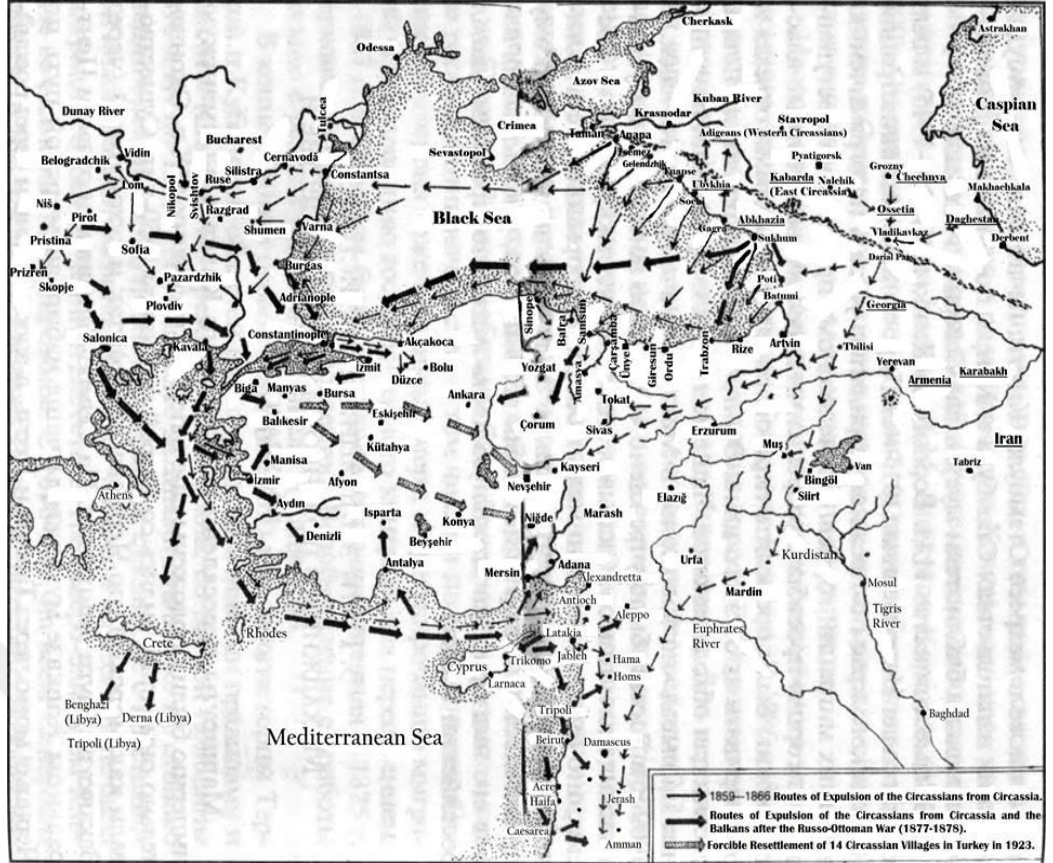 Cherkask
Astrakhan
Odessa
Azov Sea
Caspian
Sea
Dunay River
Tulcea
Crimea
Krasnodar
Kuban River
Stavropol
Bucharest
Taman
Anapa
Adigeans (Western Circassians)
Vidin
Belogradchik
Cernavodă
Sevastopol
Tsemez
Gelendzhik
Pyatigorsk
Grozny
Chechnya
Lom
Nikopol
Svishtov
Ruse
Silistra
Constantsa
Tuapse
Ubykhia
Kabarda
Nalchik
(East Circassia)
Makhachkala
Niš
Pirot
Razgrad
Black Sea
Sochi
Ossetia
Daghestan
Shumen
Varna
Gagra
Abkhazia
Vladikavkaz
Pristina
Sofia
Sukhum
Derbent
Prizren
Skopje
Pazardzhik
Burgas
Poti
Darial Pa
Plovdiv
Adrianople
Batumi
Georgia
Salonica
Kavala
Constantinople
Akçakoca
Sinope
Bafra
Samsun
Çarşamba
Ünye
Giresun
Ordu
Trabzon
Rize
Artvin
Tbilisi
Izmit
Düzce
Bolu
Yozgat
Amasya
Yerevan
Armenia
Karabakh
Biga
Manyas
Bursa
Ankara
Tokat
Balıkesir
Eskişehir
Çorum
Sivas
Erzurum
Iran
Kütahya
Muş
Manisa
Kayseri
Van
Tabriz
İzmir
Afyon
Nevşehir
Bingöl
Siirt
Athens
Aydın
Isparta
Konya
Niğde
Marash
Elazığ
Denizli
Beyşehir
Antalya
Mersin
Adana
Urfa
Kurdistan
Alexandretta
Mardin
Mosul
Antioch
Aleppo
Tigris
River
Crete
Rhodes
Latakia
Euphrates
River
Cyprus
Trikomo
Jableh
Hama
Larnaca
Homs
Benghazi
(Libya)
Derna (Libya)
Tripoli
Baghdad
Tripoli (Libya)
Mediterranean Sea
Beirut
Damascus
Acre
Haifa
Jerash
Caesarea
Amman
1859—1866 Routes of Expulsion of the Circassians from Circassia.
Routes of Expulsion of the Circassians from Circassia and the
Balkans after the Russo-Ottoman War (1877-1878).
Forcible Resettlement of 14 Circassian Villages in Turkey in 1923.